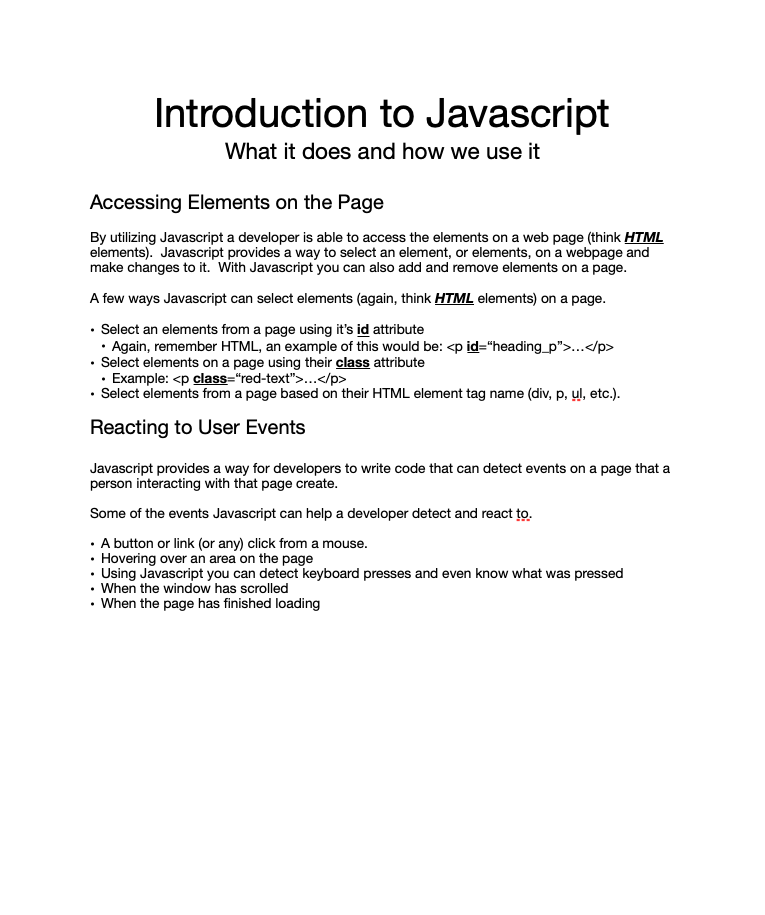 Introduction to Javascript
What it does and how we use it
Accessing Elements on the Page
By utilizing Javascript a developer is able to access the elements on a web page (think HTML
elements).  Javascript provides a way to select an element, or elements, on a webpage and
make changes to it.  With Javascript you can also add and remove elements on a page.
A few ways Javascript can select elements (again, think HTML elements) on a page.
• Select an elements from a page using it’s id attribute
• Again, remember HTML, an example of this would be: <p id=“heading_p”>…</p>
• Select elements on a page using their class attribute
• Example: <p class=“red-text”>…</p>
• Select elements from a page based on their HTML element tag name (div, p, ul, etc.).
Reacting to User Events
Javascript provides a way for developers to write code that can detect events on a page that a
person interacting with that page create.
Some of the events Javascript can help a developer detect and react to.
• A button or link (or any) click from a mouse.
• Hovering over an area on the page
• Using Javascript you can detect keyboard presses and even know what was pressed
• When the window has scrolled
• When the page has finished loading